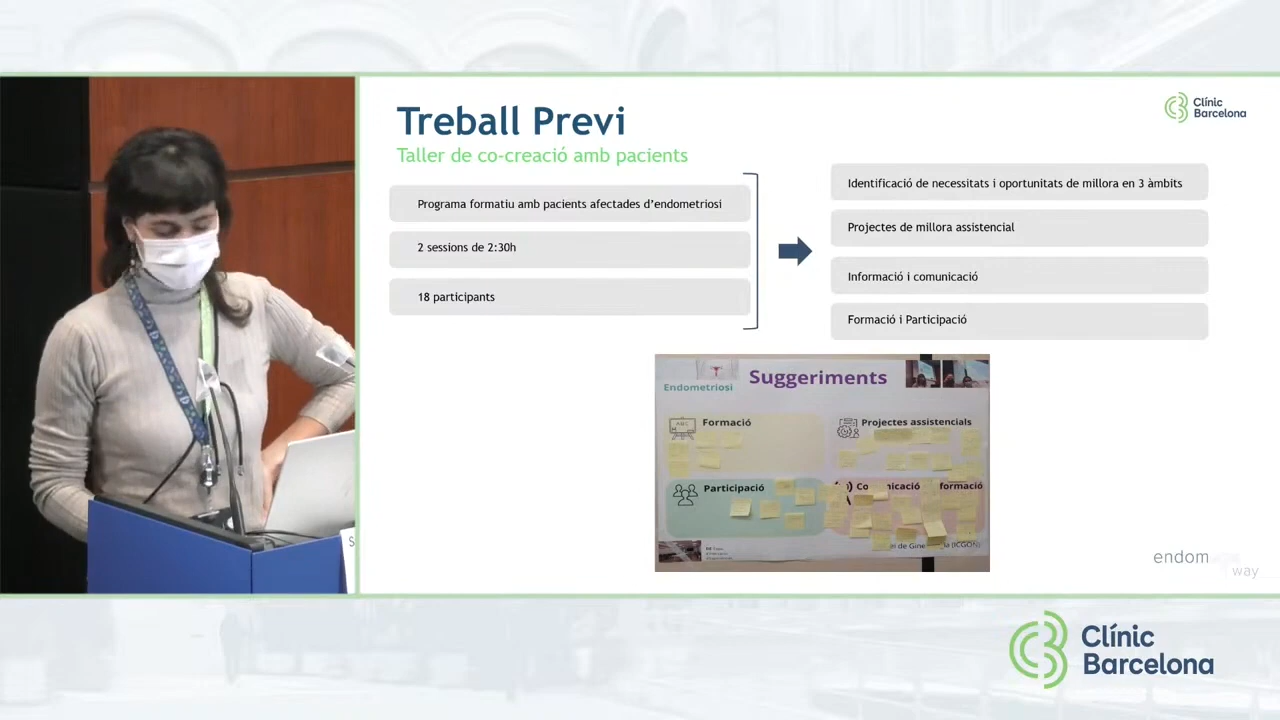 Treball Previ
Taller de co-creació amb pacients
Programa formatiu amb pacients afectades d'endometriosi
2 sessions de 2:30h
18 participants
Identificació de necessitats i oportunitats de millora en 3 àmbits
Projectes de millora assistencial
Informació i comunicació
Formació i Participació
Clínic
Barcelona
Endometriosi
Suggeriments
Formació
Projectes assistencials
Participació
endom
way
S
Clínic
Barcelona